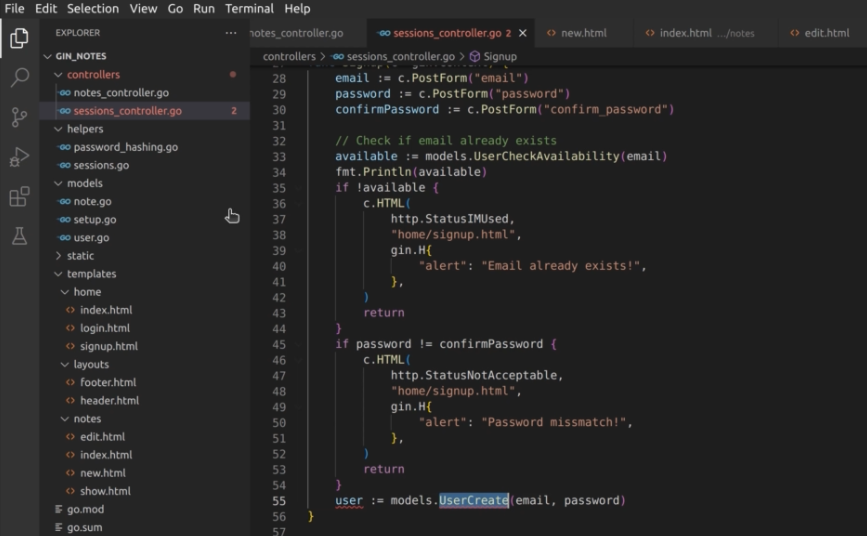 File Edit Selection View Go Run Terminal Help
EXPLORER ...
notes_controller.go sessions_controller.go 2 new.html index.html .../notes edit.html
controllers > sessions_controller.go > Signup
GIN_NOTES
controllers
notes_controller.go
sessions_controller.go 2
helpers
password_hashing.go
sessions.go
models
note.go
setup.go
user.go
static
templates
home
index.html
login.html
signup.html
layouts
footer.html
header.html
notes
edit.html
index.html
new.html
show.html
go.mod
go.sum
28 email := c.PostForm("email")
29 password := c.PostForm("password")
30 confirmPassword := c.PostForm("confirm_password")
31
32 // Check if email already exists
33 available := models.UserCheckAvailability(email)
34 fmt.Println(available)
35 if !available {
36 c.HTML(
37 http.StatusIMUsed,
38 "home/signup.html",
39 gin.H{
40 "alert": "Email already exists!",
41 },
42 )
43 return
44 }
45 if password != confirmPassword {
46 c.HTML(
47 http.StatusNotAcceptable,
48 "home/signup.html",
49 gin.H{
50 "alert": "Password missmatch!",
51 },
52 )
53 return
54 }
55 user := models.UserCreate(email, password)
56 }
57